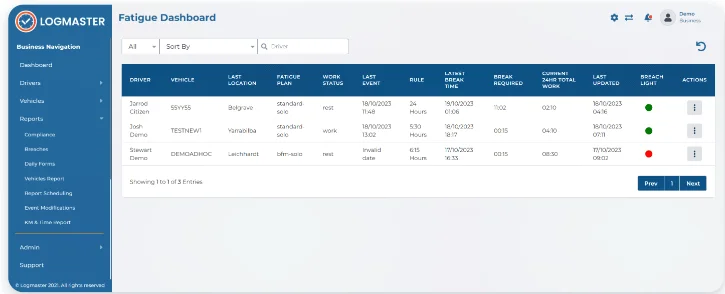 LOGMASTER
Fatigue Dashboard
Demo
Business
Business Navigation
Dashboard
Drivers
Vehicles
Reports
Compliance
Breaches
Daily Forms
Vehicles Report
Report Scheduling
Event Modifications
KM & Time Report
Admin
Support
© Logmaster 2021. All rights reserved
All
Sort By
Driver
DRIVER VEHICLE LAST LOCATION FATIGUE PLAN WORK STATUS LAST EVENT RULE LATEST BREAK TIME BREAK REQUIRED CURRENT 24HR TOTAL WORK LAST UPDATED BREACH LIGHT ACTIONS
Jarrod Citizen 55YY55 Belgrave standard-solo rest 18/10/2023 11:48 24 Hours 19/10/2023 01:06 11:02 02:10 18/10/2023 04:16
Josh Demo TESTNEW1 Yarrabilba standard-solo work 18/10/2023 13:02 5:30 Hours 18/10/2023 18:17 00:15 04:10 18/10/2023 07:11
Stewart Demo DEMOADHOC Leichhardt bfm-solo rest Invalid date 6:15 Hours 17/10/2023 16:33 00:15 08:30 17/10/2023 09:02
Showing 1 to 1 of 3 Entries
Prev 1 Next